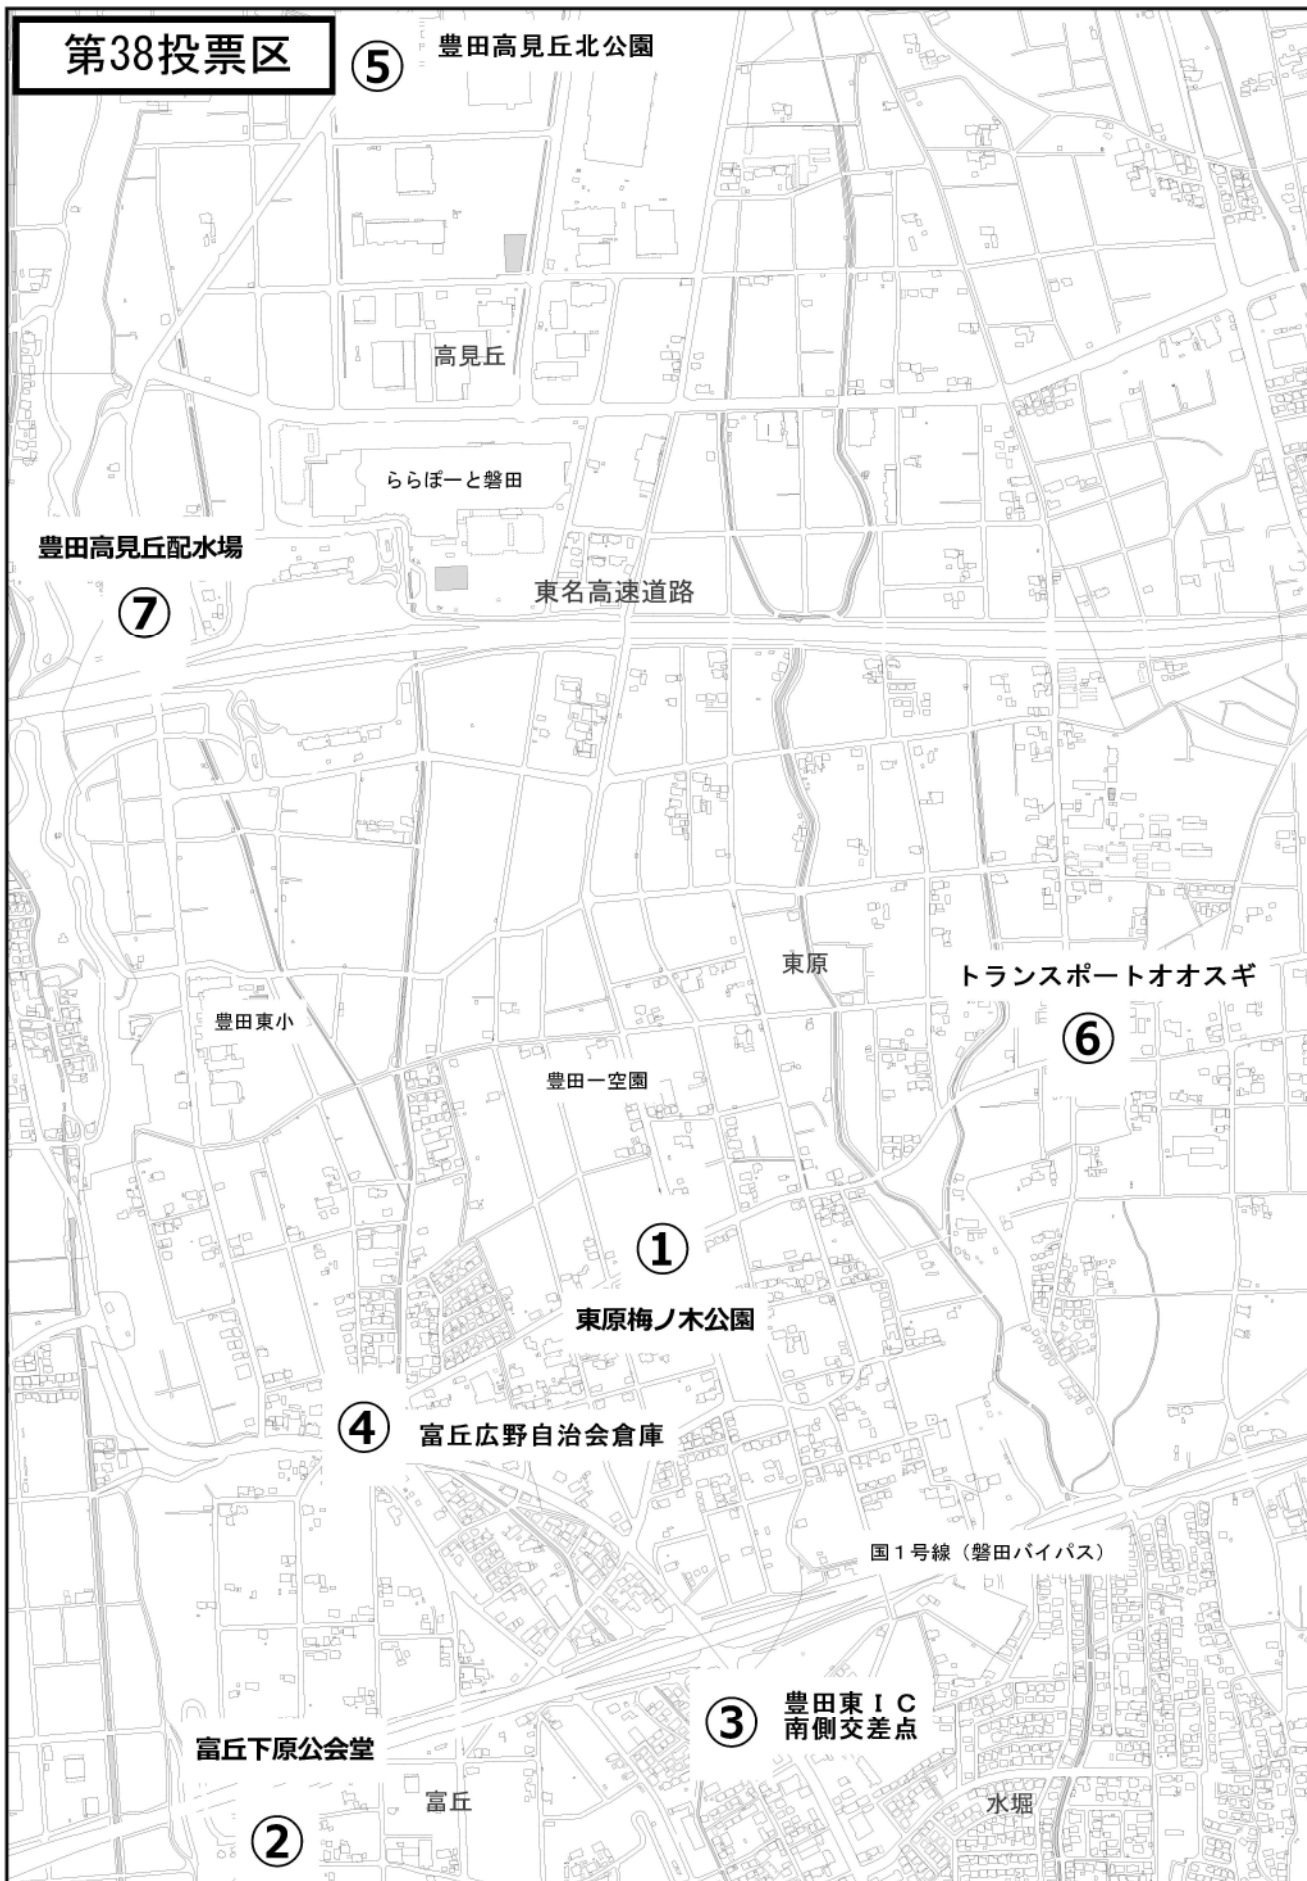 第38投票区
⑤
豊田高見丘北公園
高見丘
ららぽーと磐田
豊田高見丘配水場
⑦
東名高速道路
東原
トランスポートオオスギ
⑥
豊田東小
豊田一空園
①
東原梅ノ木公園
④
富丘広野自治会倉庫
国1号線（磐田バイパス）
③
豊田東ＩＣ
南側交差点
富丘下原公会堂
②
富丘
水堀